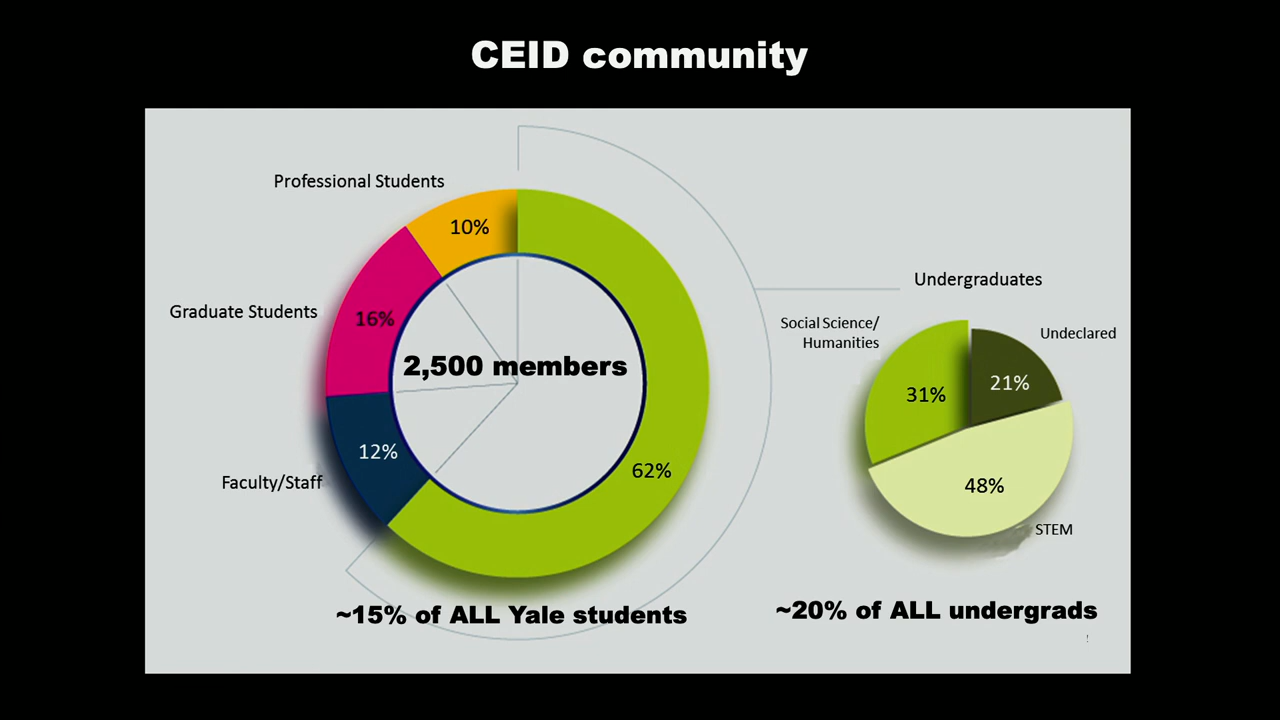 CEID community
Professional Students
10%
Graduate Students
16%
2,500 members
12%
Faculty/Staff
62%
Undergraduates
Social Science/
Humanities
Undeclared
31%
21%
48%
STEM
~15% of ALL Yale students
~20% of ALL undergrads